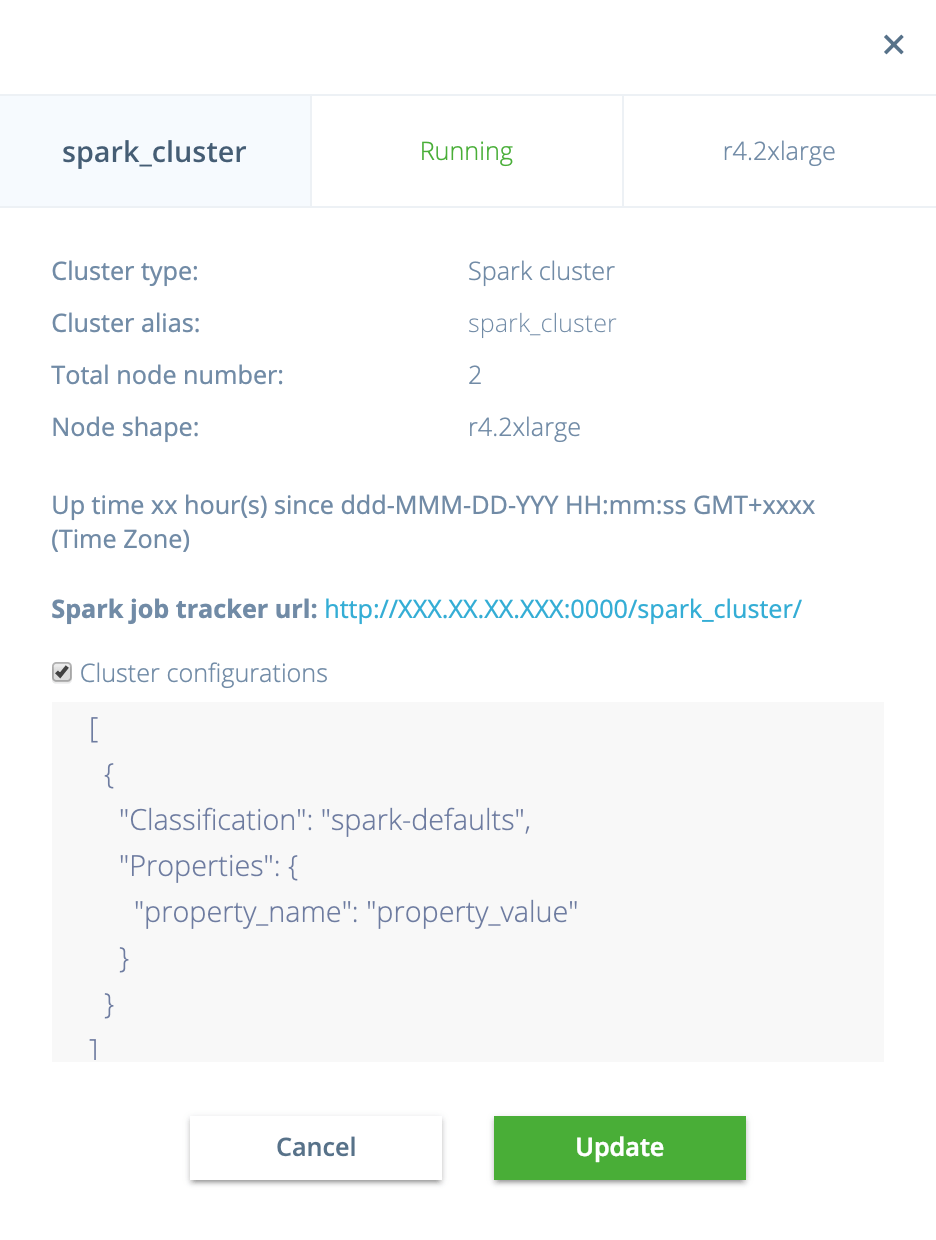 spark_cluster
Running
r4.2xlarge
Cluster type: Spark cluster
Cluster alias: spark_cluster
Total node number: 2
Node shape: r4.2xlarge
Up time xx hour(s) since ddd-MMM-DD-YYY HH:mm:ss GMT+xxxx
(Time Zone)
Spark job tracker url: http://XXX.XX.XX.XXX:0000/spark_cluster/
Cluster configurations
[
{
"Classification": "spark-defaults",
"Properties": {
"property_name": "property_value"
}
}
]
Cancel
Update